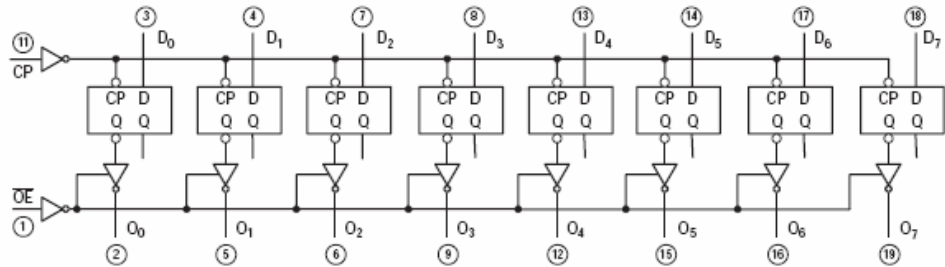 3 4 7 8 13 14 17 18
11 D0 D1 D2 D3 D4 D5 D6 D7
CP
CP D CP D CP D CP D CP D CP D CP D CP D
Q Q Q Q Q Q Q Q Q Q Q Q Q Q Q Q
OE
1 O0 O1 O2 O3 O4 O5 O6 O7
2 5 6 9 12 15 16 19